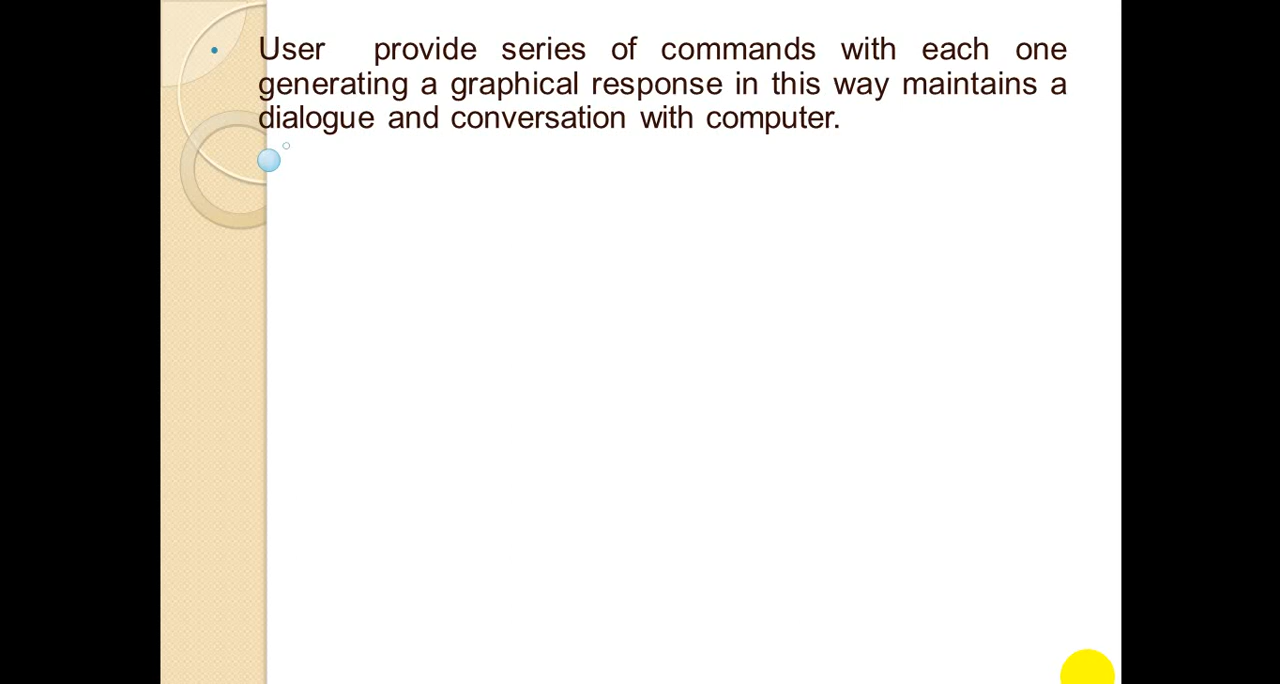 User provide series of commands with each one
generating a graphical response in this way maintains a
dialogue and conversation with computer.